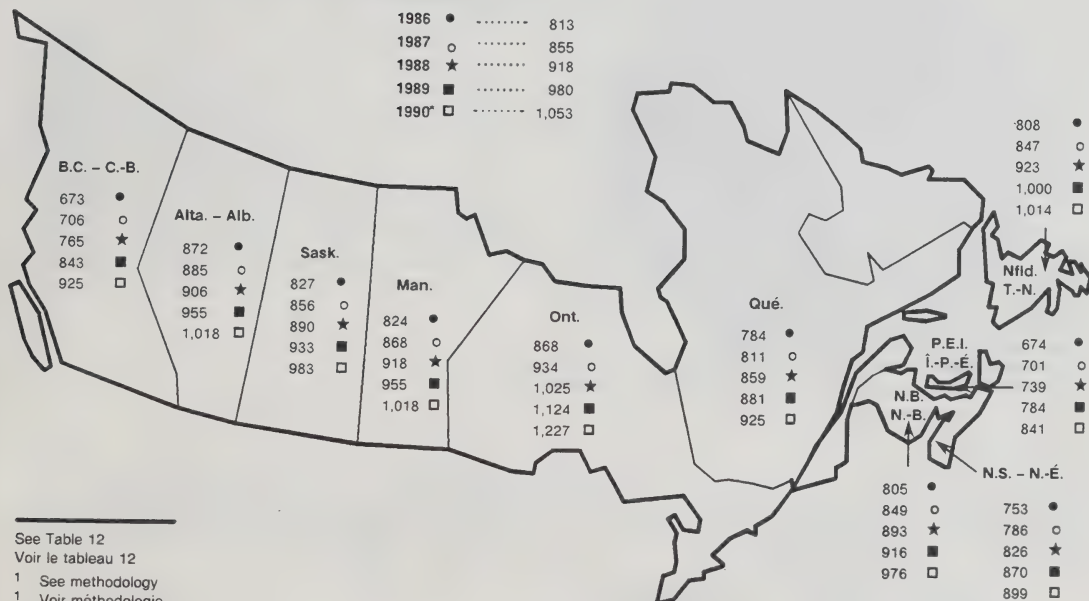 1986 ● ........ 813
1987 ○ ........ 855
1988 ★ ........ 918
1989 ■ ........ 980
1990* □ ........ 1,053
B.C. – C.-B.
673 ●
706 ○
765 ★
843 ■
925 □
Alta. – Alb.
872 ●
885 ○
906 ★
955 ■
1,018 □
Sask.
827 ●
856 ○
890 ★
933 ■
983 □
Man.
824 ●
868 ○
918 ★
955 ■
1,018 □
Ont.
868 ●
934 ○
1,025 ★
1,124 ■
1,227 □
Qué.
784 ●
811 ○
859 ★
881 ■
925 □
808 ●
847 ○
923 ★
1,000 ■
1,014 □
Nfld.
T.-N.
P.E.I.
Î.-P.-É.
674 ●
701 ○
739 ★
784 ■
841 □
N.B.
N.-B.
805 ●
849 ○
893 ★
916 ■
976 □
N.S. – N.-É.
753 ●
786 ○
826 ★
870 ■
899 □
See Table 12
Voir le tableau 12
1 See methodology
1 Voir méthodologie